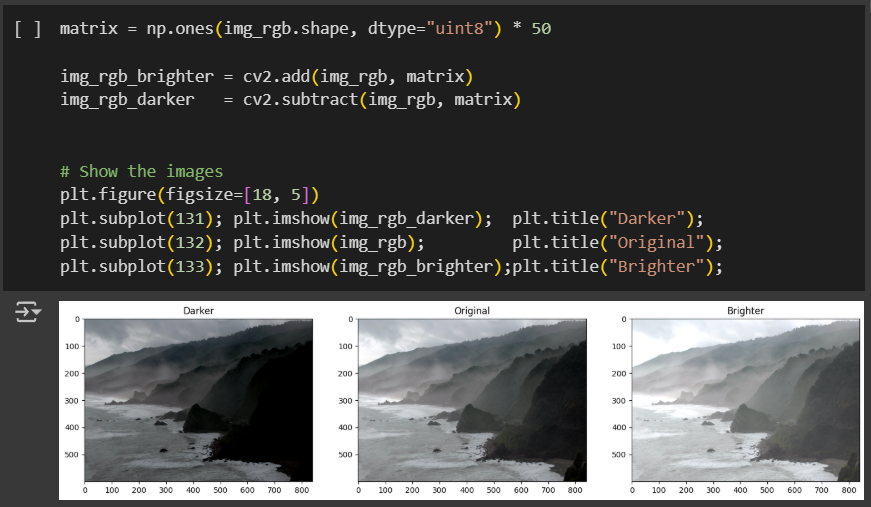 [ ] matrix = np.ones(img_rgb.shape, dtype="uint8") * 50
img_rgb_brighter = cv2.add(img_rgb, matrix)
img_rgb_darker   = cv2.subtract(img_rgb, matrix)
# Show the images
plt.figure(figsize=[18, 5])
plt.subplot(131); plt.imshow(img_rgb_darker);  plt.title("Darker");
plt.subplot(132); plt.imshow(img_rgb);         plt.title("Original");
plt.subplot(133); plt.imshow(img_rgb_brighter);plt.title("Brighter");
Darker Original Brighter
0 0 0
100 100 100
200 200 200
300 300 300
400 400 400
500 500 500
0 100 200 300 400 500 600 700 800 0 100 200 300 400 500 600 700 800 0 100 200 300 400 500 600 700 800